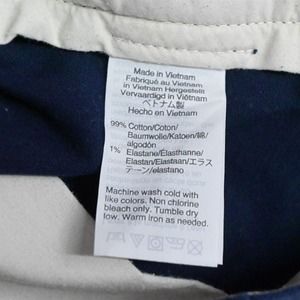 Made in Vietnam
Fabriqué au Vietnam
in Vietnam Hergestellt
Vervaardigd in Vietnam
ベトナム製
Hecho en Vietnam
99% Cotton/Coton/
Baumwolle/Katoen/綿/
algodón
1% Elastane/Élasthanne/
Elastan/Elastaan/エラス
テーン/elastano
Machine wash cold with
like colors. Non chlorine
bleach only. Tumble dry
low. Warm iron as needed.